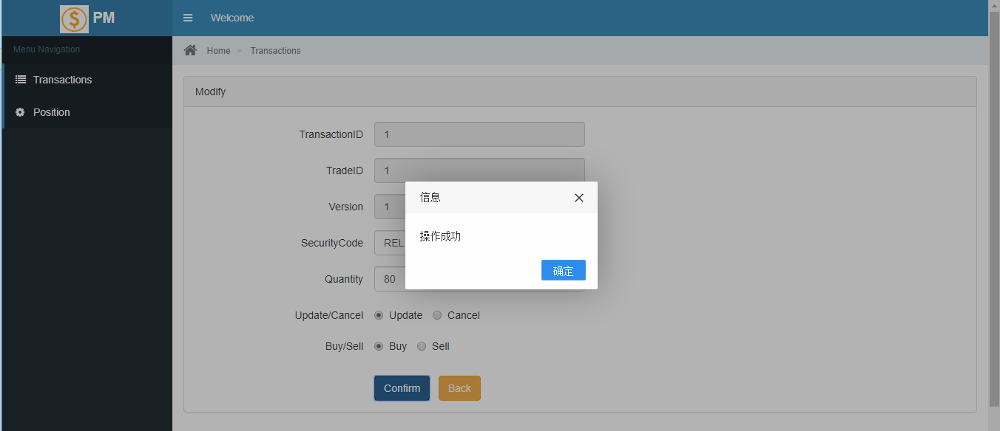 PM
Welcome
Menu Navigation
Home > Transactions
Transactions
Position
Modify
TransactionID 1
TradeID 1
Version 1
SecurityCode REL
Quantity 80
Update/Cancel Update Cancel
Buy/Sell Buy Sell
Confirm Back
信息
操作成功
确定